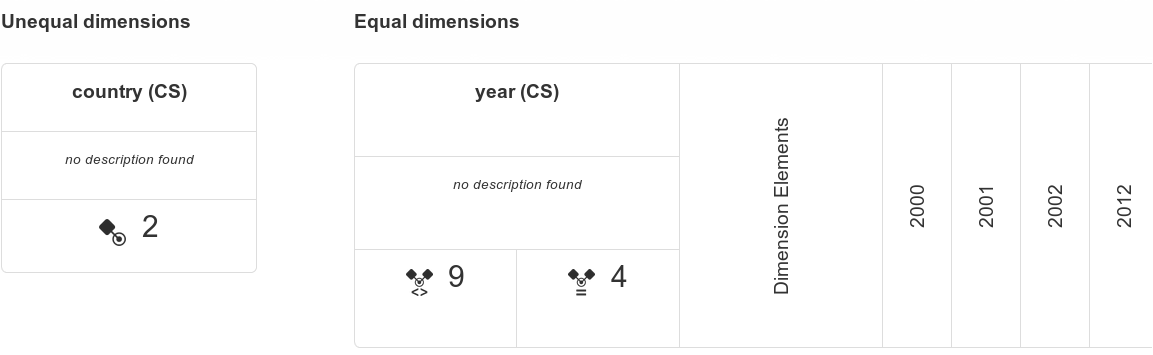 Unequal dimensions
Equal dimensions
country (CS)
no description found
2
year (CS)
no description found
<> 9
= 4
Dimension Elements
2000
2001
2002
2012